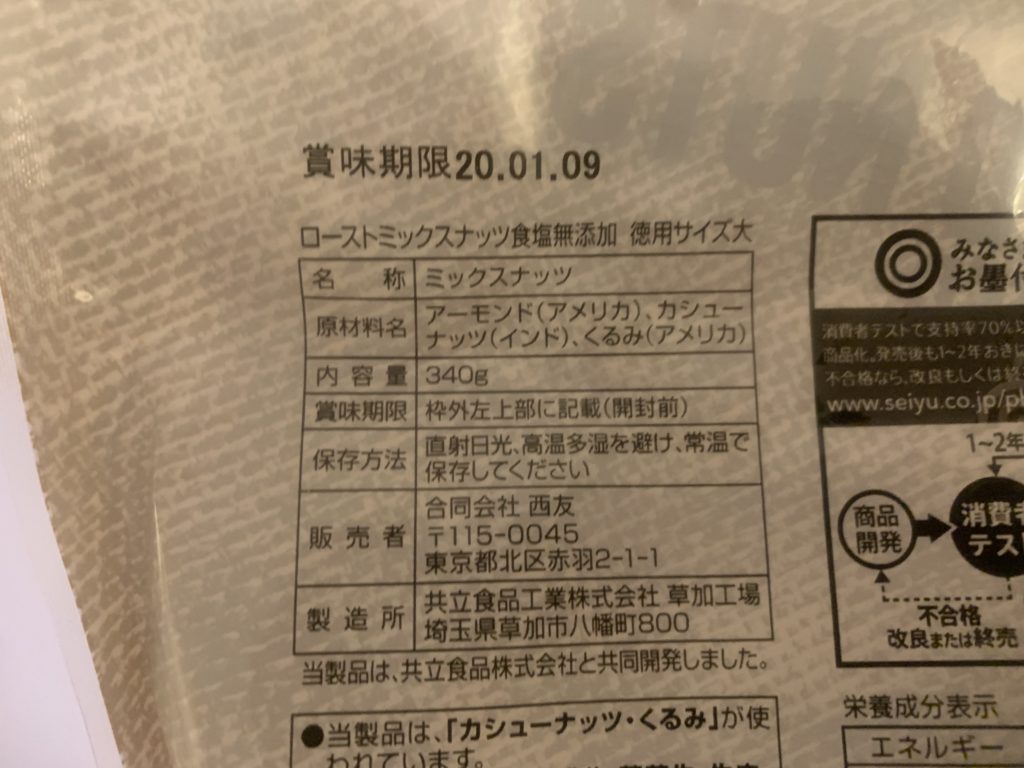 賞味期限20.01.09
ローストミックスナッツ食塩無添加 徳用サイズ大
名称 ミックスナッツ
原材料名 アーモンド(アメリカ)、カシュー
ナッツ(インド)、くるみ(アメリカ)
内容量 340g
賞味期限 枠外左上部に記載(開封前)
保存方法 直射日光、高温多湿を避け、常温で
保存してください
販売者 合同会社 西友
〒115-0045
東京都北区赤羽2-1-1
製造所 共立食品工業株式会社 草加工場
埼玉県草加市八幡町800
当製品は、共立食品株式会社と共同開発しました。
●当製品は、「カシューナッツ・くるみ」が使
われています。
みなさ
お墨付
消費者テストで支持率70%以
商品化。発売後も1~2年おきに
不合格なら、改良もしくは終
www.seiyu.co.jp/pl
1~2年
商品
開発
消費者
テス
不合格
改良または終売
栄養成分表示
エネルギー